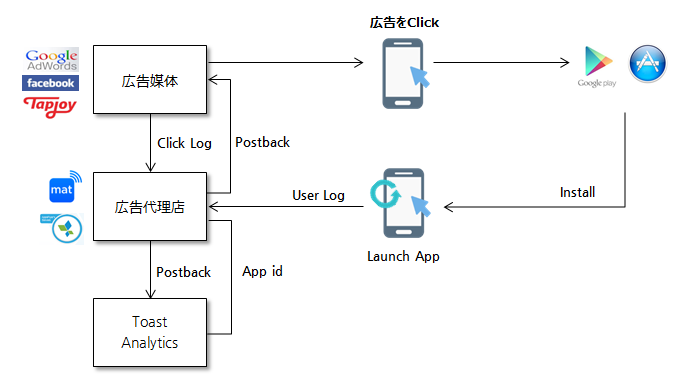 広告をClick
Google
AdWords
facebook
Tapjoy
広告媒体
Google play
Click Log
Postback
mat
広告代理店
User Log
Install
Launch App
Postback
App id
Toast
Analytics